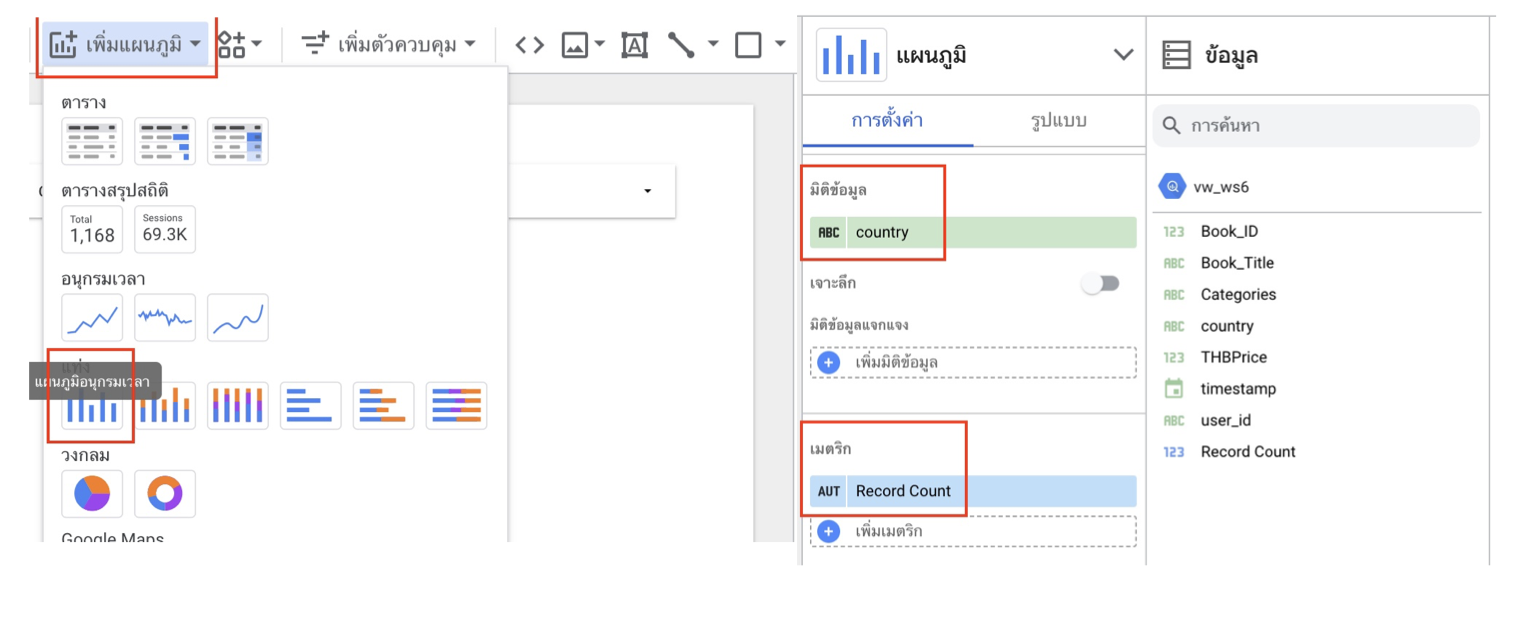 เพิ่มแผนภูมิ
เพิ่มตัวควบคุม
ตาราง
ตารางสรุปสถิติ
Total
1,168
Sessions
69.3K
อนุกรมเวลา
แท่ง
แผนภูมิอนุกรมเวลา
วงกลม
Google Maps
แผนภูมิ
การตั้งค่า
รูปแบบ
มิติข้อมูล
ABC country
เจาะลึก
มิติข้อมูลแจกแจง
เพิ่มมิติข้อมูล
เมตริก
AUT Record Count
เพิ่มเมตริก
ข้อมูล
การค้นหา
vw_ws6
123 Book_ID
ABC Book_Title
ABC Categories
ABC country
123 THBPrice
timestamp
ABC user_id
123 Record Count